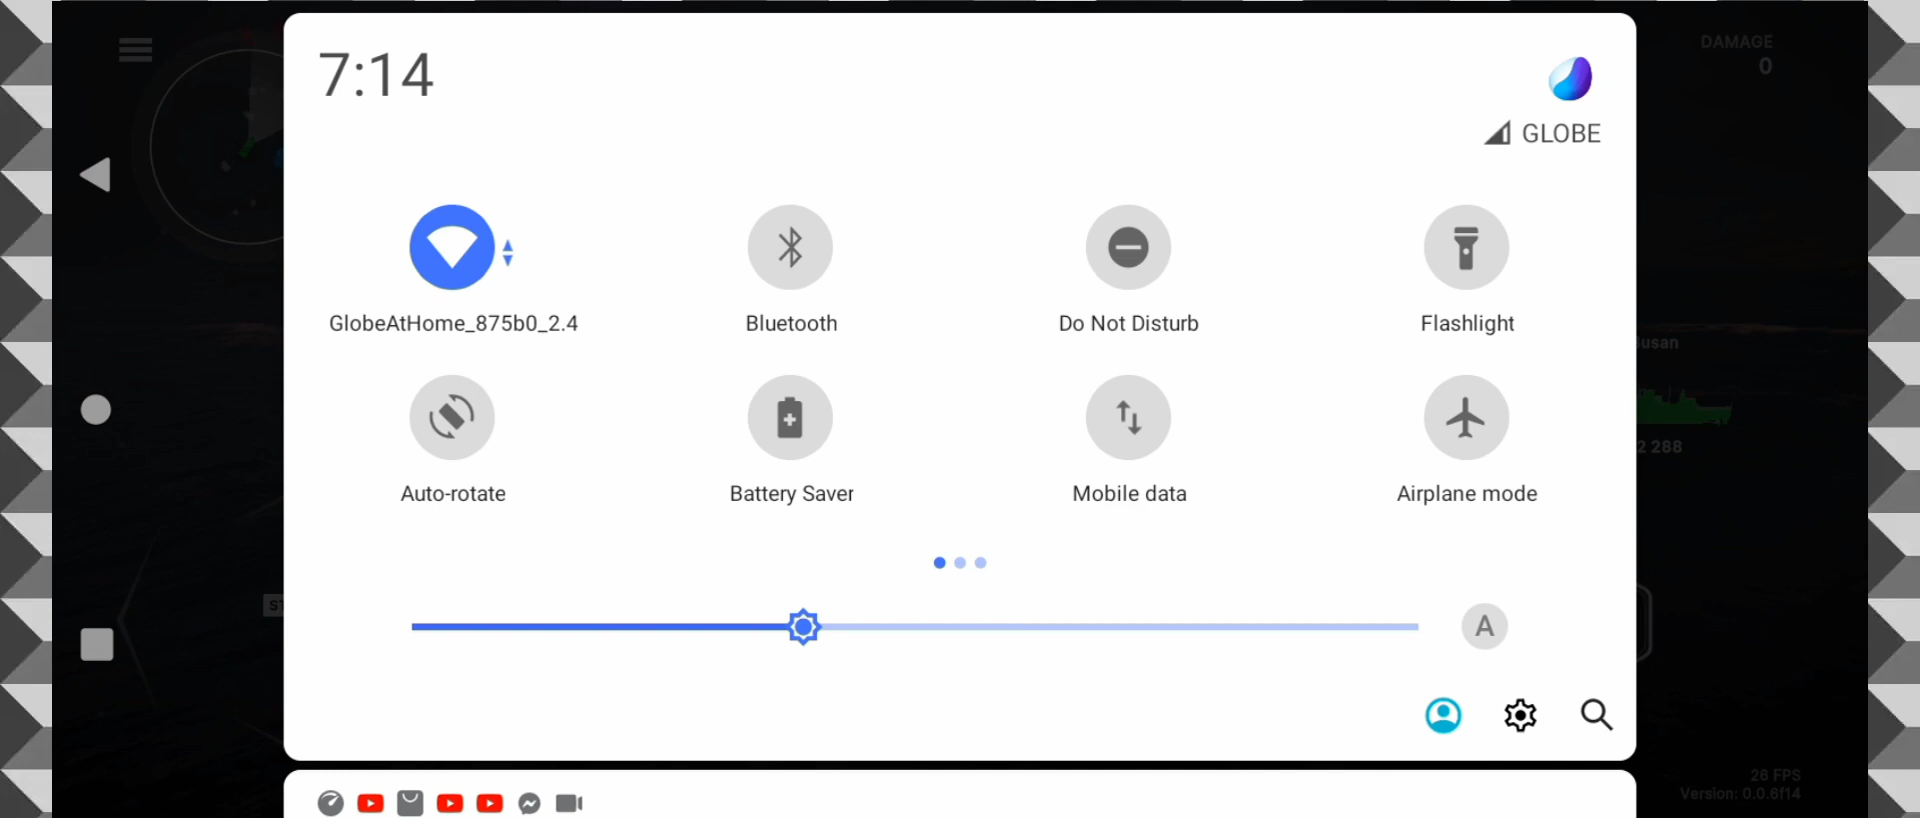 7:14
DAMAGE
0
GLOBE
GlobeAtHome_875b0_2.4
Bluetooth
Do Not Disturb
Flashlight
Auto-rotate
Battery Saver
Mobile data
Airplane mode
2 288
A
26 FPS
Version: 0.0.6f14